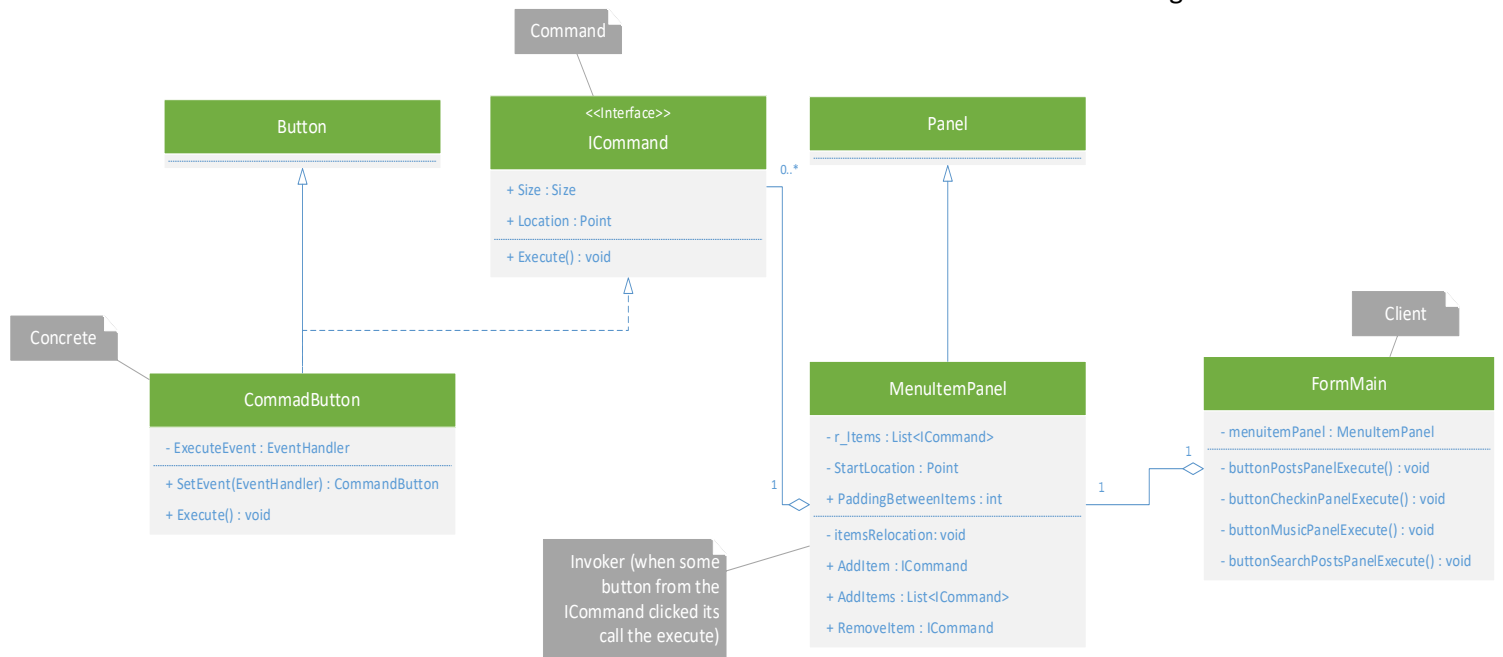 Command
Button
<<Interface>>
ICommand
+ Size : Size
+ Location : Point
+ Execute() : void
Panel
0..*
Concrete
CommadButton
- ExecuteEvent : EventHandler
+ SetEvent(EventHandler) : CommandButton
+ Execute() : void
MenuItemPanel
- r_Items : List<ICommand>
- StartLocation : Point
+ PaddingBetweenItems : int
- itemsRelocation: void
+ AddItem : ICommand
+ AddItems : List<ICommand>
+ RemoveItem : ICommand
1
1
1
Invoker (when some
button from the
ICommand clicked its
call the execute)
Client
FormMain
- menuitemPanel : MenuItemPanel
- buttonPostsPanelExecute() : void
- buttonCheckinPanelExecute() : void
- buttonMusicPanelExecute() : void
- buttonSearchPostsPanelExecute() : void